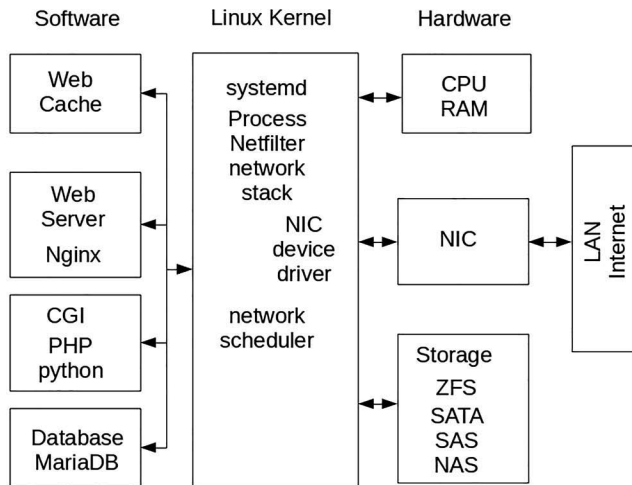 Software
Linux Kernel
Hardware
Web
Cache
Web
Server
Nginx
CGI
PHP
python
Database
MariaDB
systemd
Process
Netfilter
network
stack
NIC
device
driver
network
scheduler
CPU
RAM
NIC
Storage
ZFS
SATA
SAS
NAS
LAN
Internet